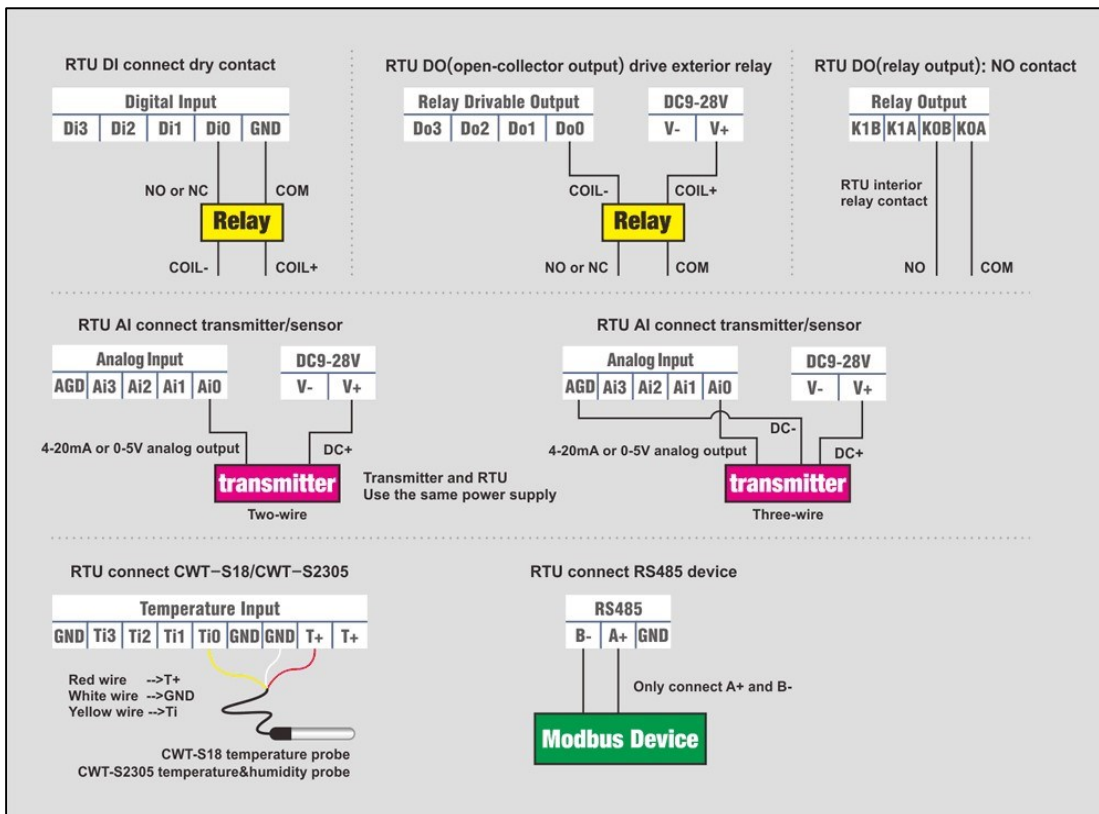 RTU DI connect dry contact
Digital Input
Di3 Di2 Di1 Di0 GND
NO or NC COM
Relay
COIL- COIL+
RTU DO(open-collector output) drive exterior relay
Relay Drivable Output
Do3 Do2 Do1 Do0
DC9-28V
V- V+
COIL- COIL+
Relay
NO or NC COM
RTU DO(relay output): NO contact
Relay Output
K1B K1A K0B K0A
RTU interior
relay contact
NO COM
RTU AI connect transmitter/sensor
Analog Input
AGD Ai3 Ai2 Ai1 Ai0
DC9-28V
V- V+
4-20mA or 0-5V analog output
DC+
transmitter
Two-wire
Transmitter and RTU
Use the same power supply
RTU AI connect transmitter/sensor
Analog Input
AGD Ai3 Ai2 Ai1 Ai0
DC9-28V
V- V+
DC-
4-20mA or 0-5V analog output
DC+
transmitter
Three-wire
RTU connect CWT-S18/CWT-S2305
Temperature Input
GND Ti3 Ti2 Ti1 Ti0 GND GND T+ T+
Red wire -->T+
White wire -->GND
Yellow wire -->Ti
CWT-S18 temperature probe
CWT-S2305 temperature&humidity probe
RTU connect RS485 device
RS485
B- A+ GND
Only connect A+ and B-
Modbus Device